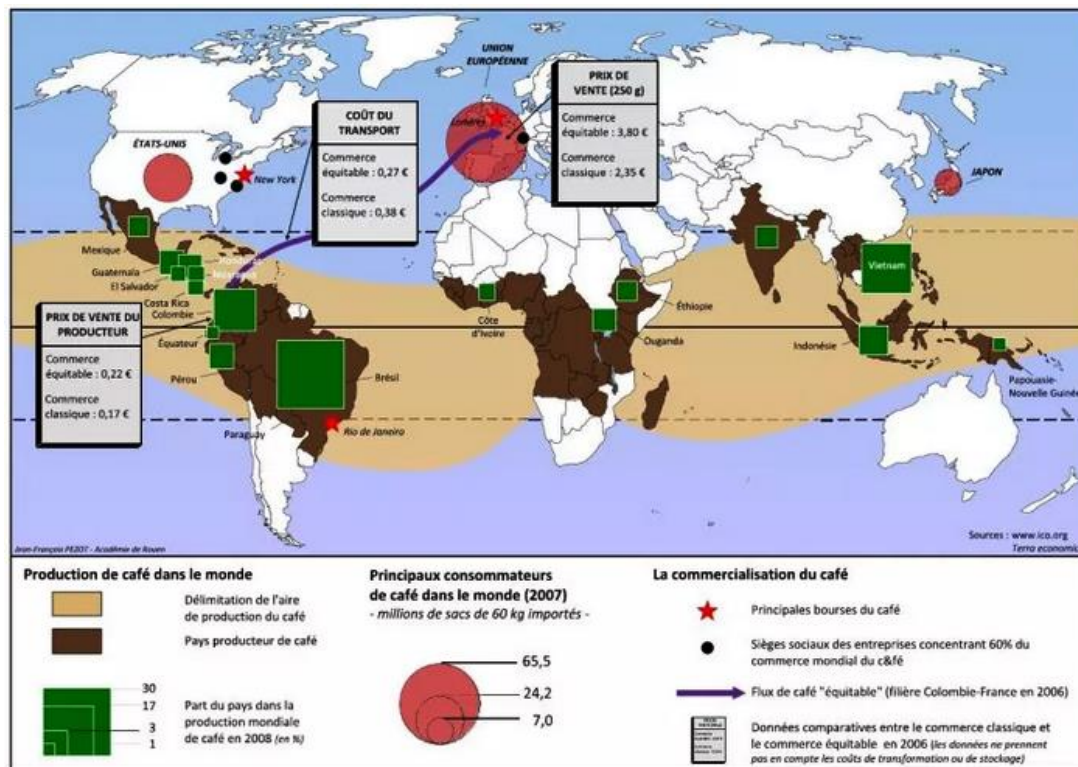 UNION
EUROPÉENNE
PRIX DE
VENTE (250 g)
Commerce
équitable : 3,80 €
Commerce
classique : 2,35 €
COÛT DU
TRANSPORT
Commerce
équitable : 0,27 €
Commerce
classique : 0,38 €
Londres
ÉTATS-UNIS
New York
JAPON
Mexique
Guatemala
Honduras
Nicaragua
El Salvador
Costa Rica
Colombie
PRIX DE VENTE DU
PRODUCTEUR
Commerce
équitable : 0,22 €
Commerce
classique : 0,17 €
Équateur
Pérou
Brésil
Paraguay
Rio de Janeiro
Côte
d'Ivoire
Éthiopie
Ouganda
Vietnam
Indonésie
Papouasie-
Nouvelle Guinée
Jean-François PEZOT - Académie de Rouen
Sources : www.ico.org
Terra economic
Production de café dans le monde
Délimitation de l'aire
de production du café
Pays producteur de café
30
17
3
1
Part du pays dans la
production mondiale
de café en 2008 (en %)
Principaux consommateurs
de café dans le monde (2007)
- millions de sacs de 60 kg importés -
65,5
24,2
7,0
La commercialisation du café
Principales bourses du café
Sièges sociaux des entreprises concentrant 60% du
commerce mondial du c&fé
Flux de café "équitable" (filière Colombie-France en 2006)
Données comparatives entre le commerce classique et
le commerce équitable en 2006 (les données ne prennent
pas en compte les coûts de transformation ou de stockage)